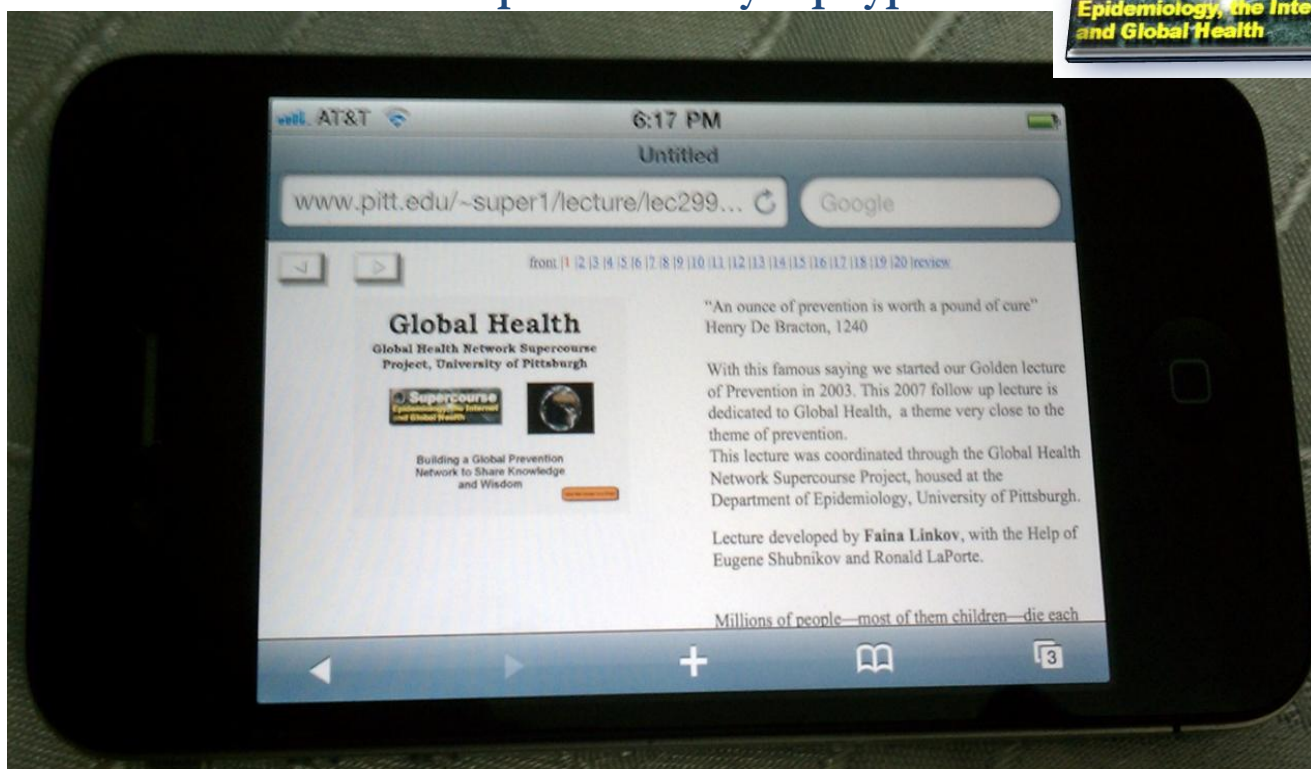 Epidemiology, the Inte
and Global Health
AT&T
6:17 PM
Untitled
www.pitt.edu/~super1/lecture/lec299...
Google
front |1 |2 |3 |4 |5 |6 |7 |8 |9 |10 |11 |12 |13 |14 |15 |16 |17 |18 |19 |20 |review
Global Health
Global Health Network Supercourse
Project, University of Pittsburgh
Supercourse
Epidemiology, the Internet
and Global Health
Building a Global Prevention
Network to Share Knowledge
and Wisdom
"An ounce of prevention is worth a pound of cure"
Henry De Bracton, 1240
With this famous saying we started our Golden lecture
of Prevention in 2003. This 2007 follow up lecture is
dedicated to Global Health, a theme very close to the
theme of prevention.
This lecture was coordinated through the Global Health
Network Supercourse Project, housed at the
Department of Epidemiology, University of Pittsburgh.
Lecture developed by Faina Linkov, with the Help of
Eugene Shubnikov and Ronald LaPorte.
Millions of people—most of them children—die each
3